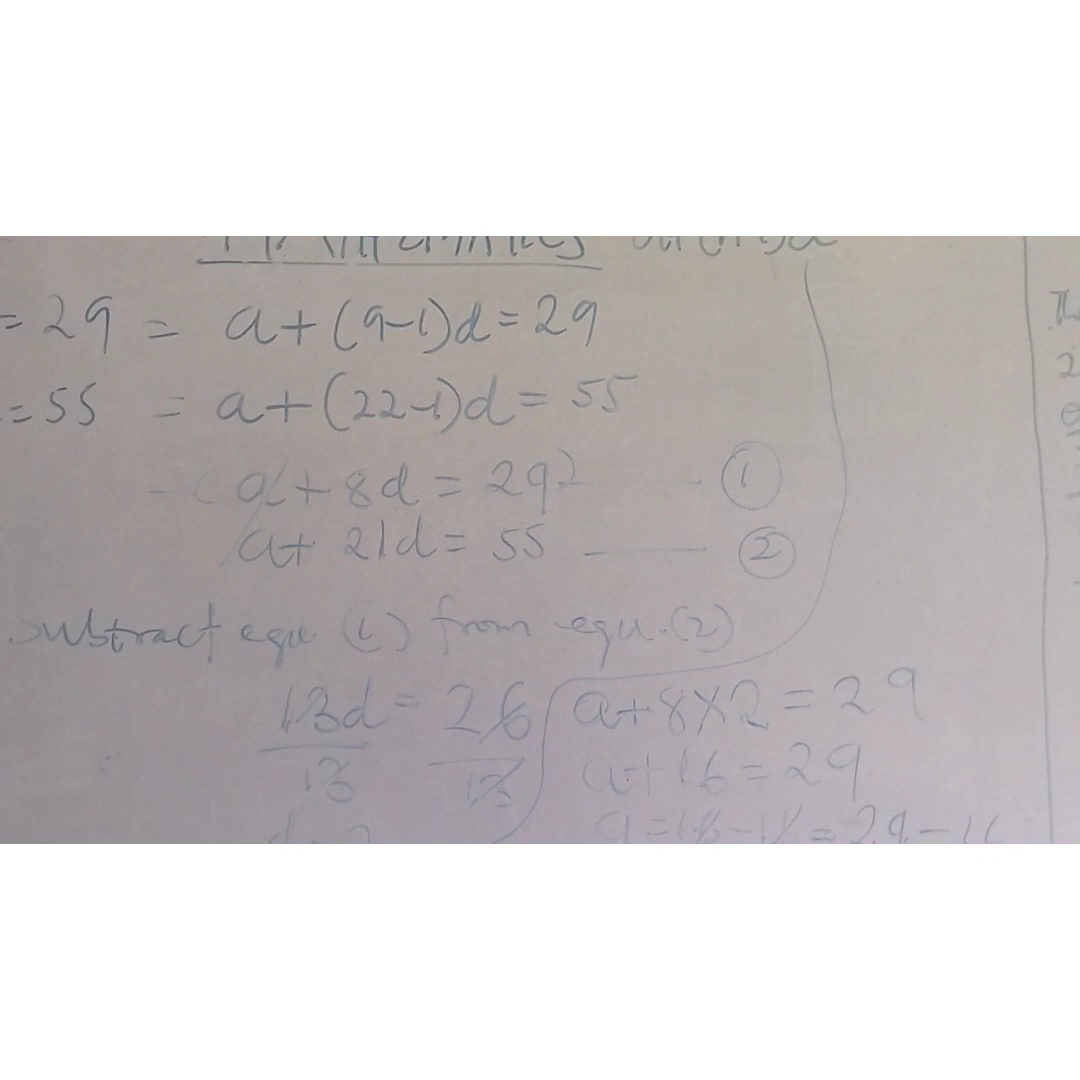 = 29 = a+(9-1)d = 29
= 55 = a+(22-1)d = 55
-(a+8d = 29) - ①
a+ 21d = 55 —— ②
Subtract equ. (1) from equ. (2)
13d = 26
13 13
a+8×2 = 29
a+16 = 29